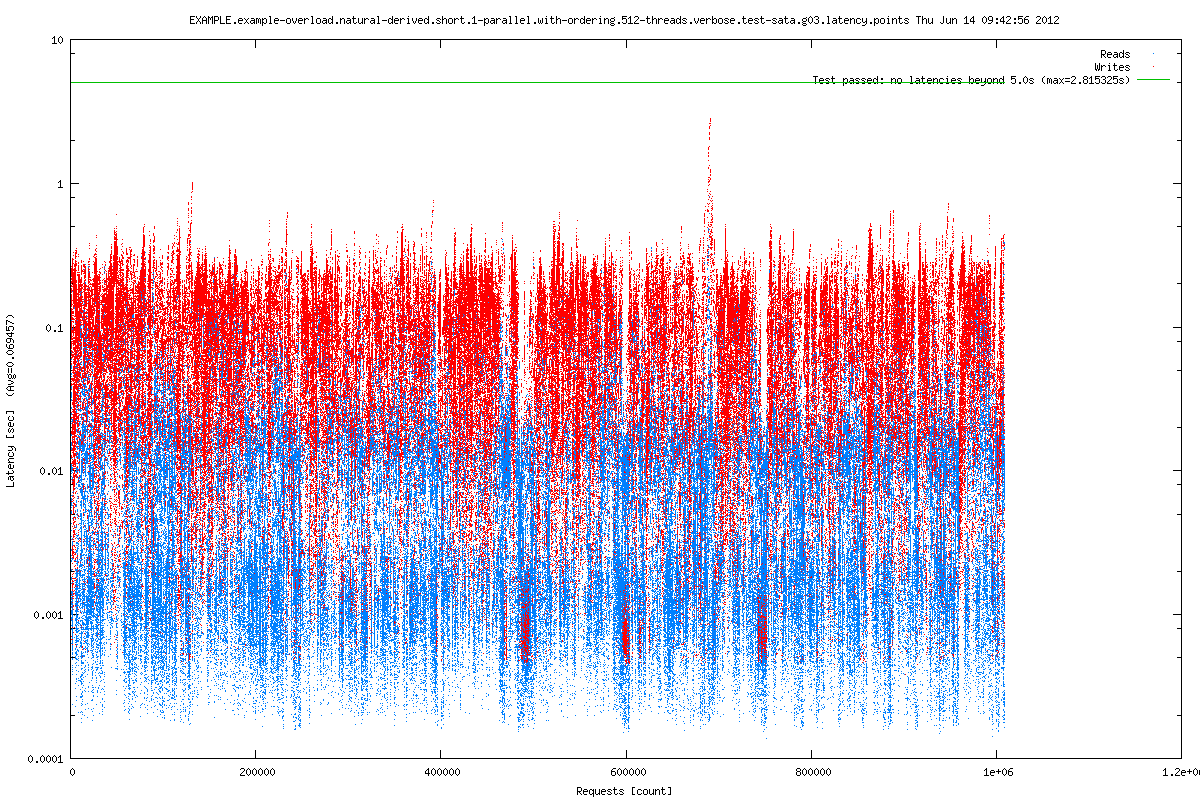 EXAMPLE.example-overload.natural-derived.short.1-parallel.with-ordering.512-threads.verbose.test-sata.g03.latency.points Thu Jun 14 09:42:56 2012
10
Reads
Writes
Test passed: no latencies beyond 5.0s (max=2.815325s)
1
0.1
Latency [sec] (Avg=0.069457)
0.01
0.001
0.0001
0 200000 400000 600000 800000 1e+06 1.2e+0
Requests [count]